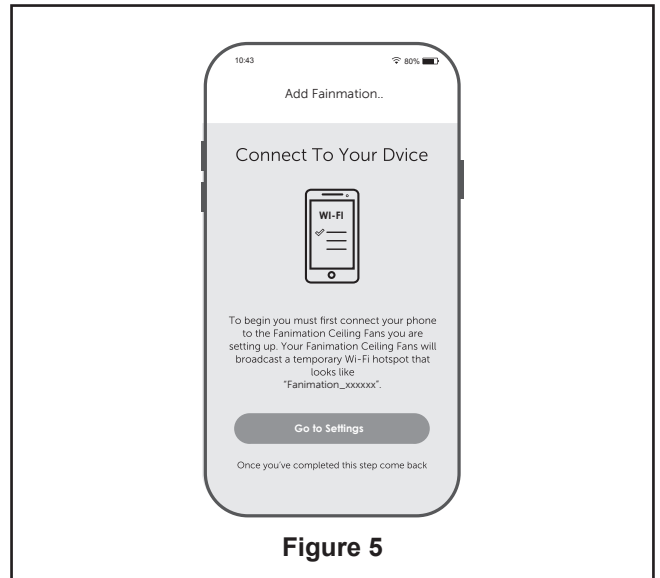 10:43 80%
Add Fainmation..
Connect To Your Dvice
WI-FI
To begin you must first connect your phone
to the Fanimation Ceiling Fans you are
setting up. Your Fanimation Ceiling Fans will
broadcast a temporary Wi-Fi hotspot that
looks like
"Fanimation_xxxxxx".
Go to Settings
Once you've completed this step come back
Figure 5